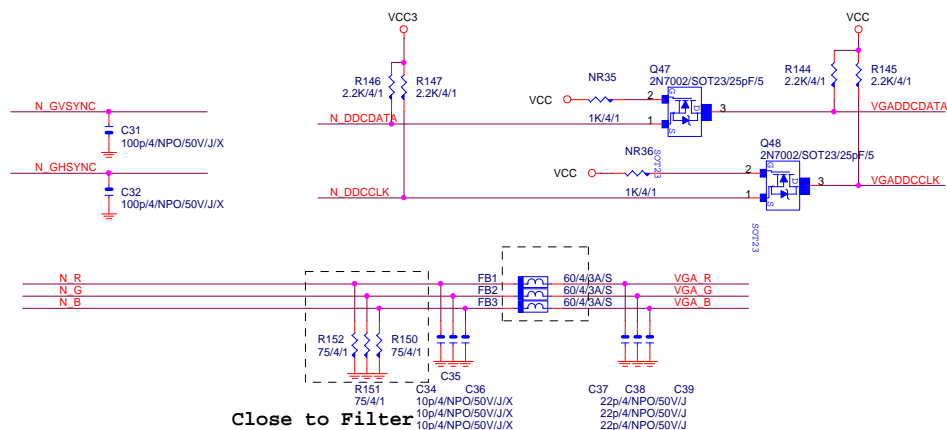 VCC3
VCC
R146
2.2K/4/1
R147
2.2K/4/1
NR35
Q47
2N7002/SOT23/25pF/5
R144
2.2K/4/1
R145
2.2K/4/1
N_GVSYNC
VCC
2
G
D
S
3
VGADDCDATA
C31
100p/4/NPO/50V/J/X
N_DDCDATA
1K/4/1
1
NR36
SOT23
Q48
2N7002/SOT23/25pF/5
N_GHSYNC
VCC
2
G
D
S
3
VGADDCCLK
C32
100p/4/NPO/50V/J/X
N_DDCCLK
1K/4/1
1
SOT23
N_R
FB1
60/4/3A/S
VGA_R
N_G
FB2
60/4/3A/S
VGA_G
N_B
FB3
60/4/3A/S
VGA_B
R152
75/4/1
R150
75/4/1
C35
R151
75/4/1
C34
C36
10p/4/NPO/50V/J/X
10p/4/NPO/50V/J/X
10p/4/NPO/50V/J/X
C37
C38
C39
22p/4/NPO/50V/J
22p/4/NPO/50V/J
22p/4/NPO/50V/J
Close to Filter